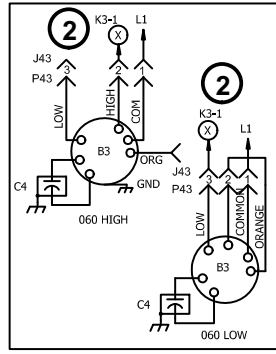 2
K3-1
L1
X
J43
P43
3
2
1
LOW
HIGH
COM
B3
ORG
GND
C4
060 HIGH
2
K3-1
L1
X
J43
P43
3
2
1
LOW
COMMON
ORANGE
B3
C4
060 LOW